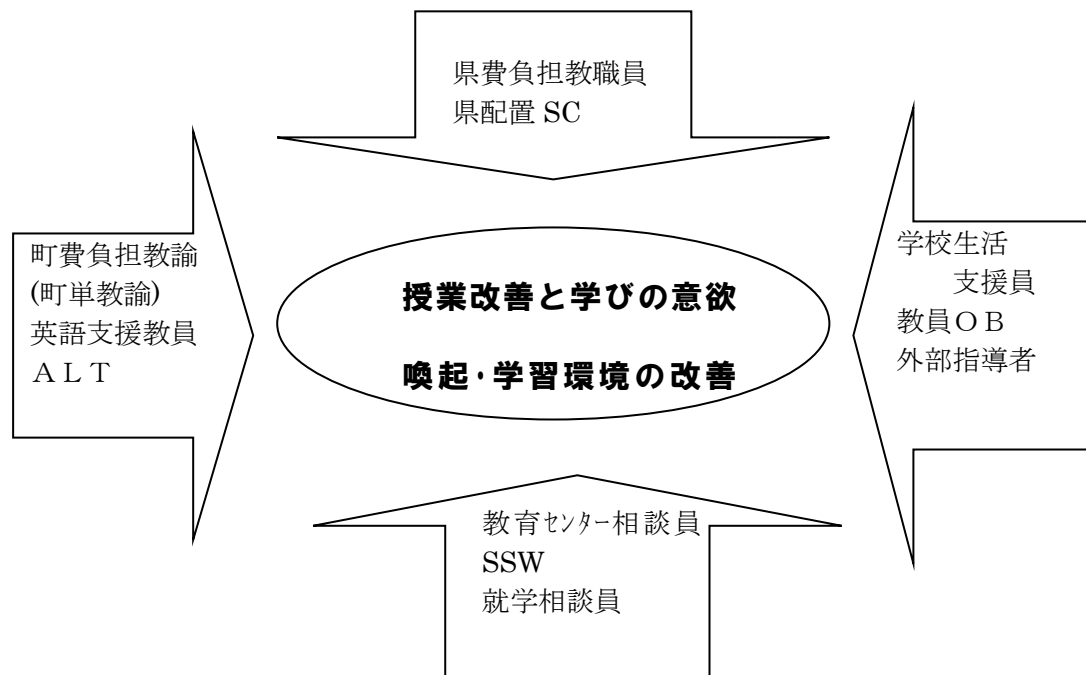 県費負担教職員
県配置 SC
町費負担教諭
(町単教諭)
英語支援教員
ＡＬＴ
授業改善と学びの意欲
喚起・学習環境の改善
学校生活
支援員
教員ＯＢ
外部指導者
教育ｾﾝﾀｰ相談員
SSW
就学相談員